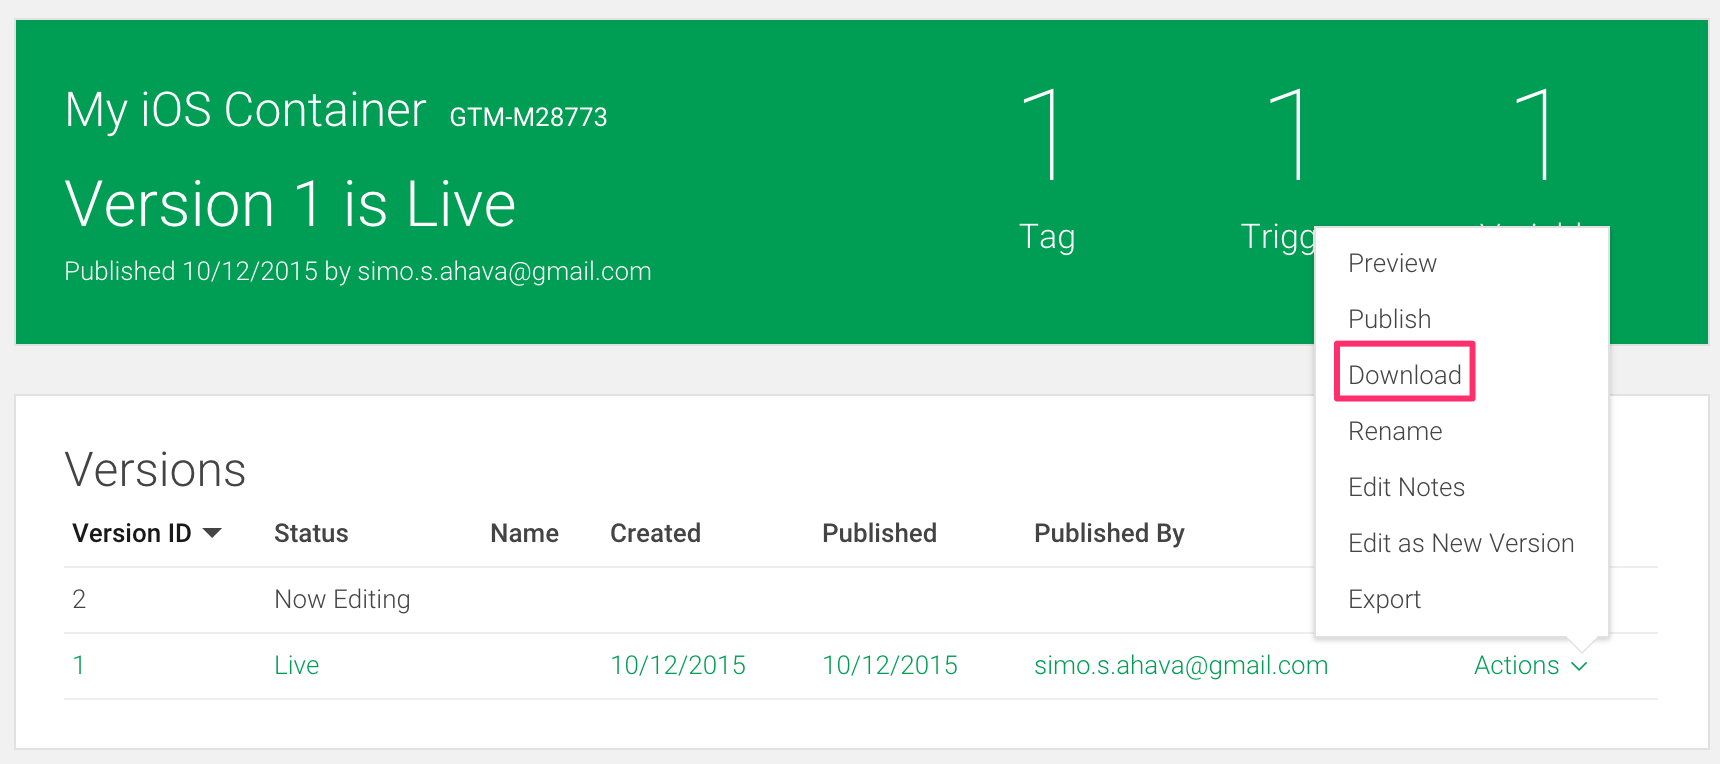 My iOS Container GTM-M28773
Version 1 is Live
Published 10/12/2015 by simo.s.ahava@gmail.com
1 1 1
Tag
Preview
Publish
Download
Rename
Edit Notes
Edit as New Version
Export
Versions
Version ID Status Name Created Published Published By
2 Now Editing
1 Live 10/12/2015 10/12/2015 simo.s.ahava@gmail.com Actions